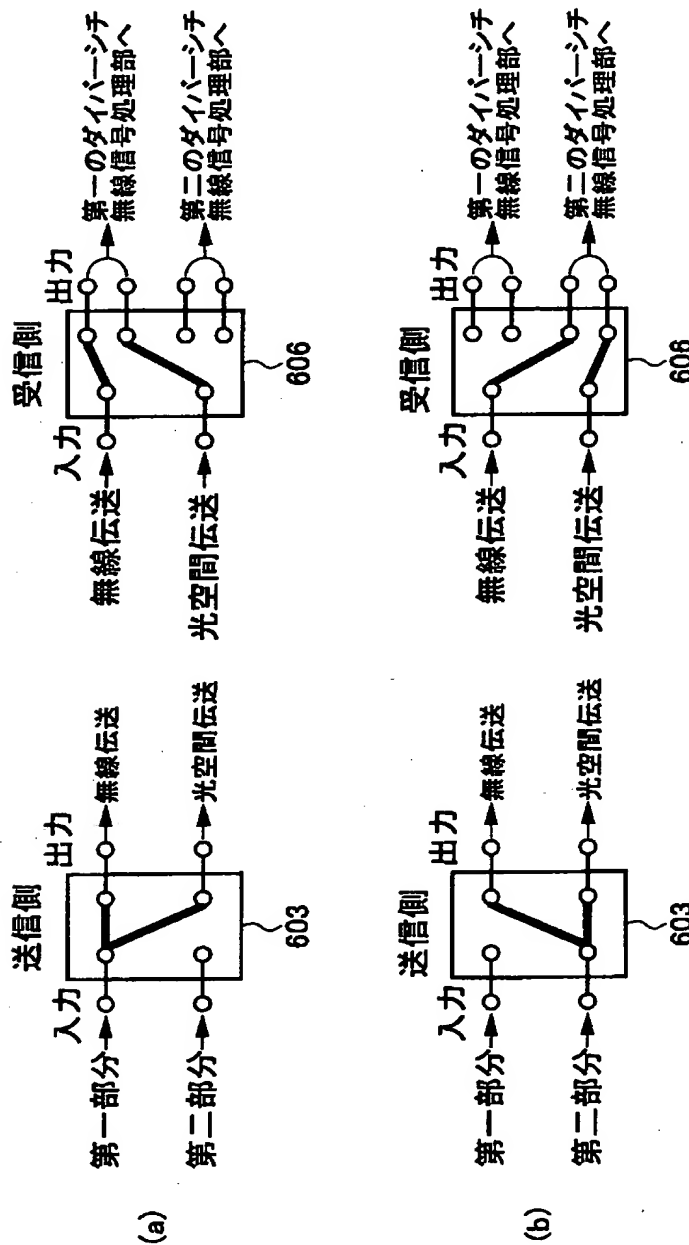 (a)
送信側
入力
出力
第一部分
第二部分
無線伝送
光空間伝送
603
受信側
入力
出力
無線伝送
光空間伝送
第一のダイバーシチ
無線信号処理部へ
第二のダイバーシチ
無線信号処理部へ
606
(b)
送信側
入力
出力
第一部分
第二部分
無線伝送
光空間伝送
603
受信側
入力
出力
無線伝送
光空間伝送
第一のダイバーシチ
無線信号処理部へ
第二のダイバーシチ
無線信号処理部へ
606